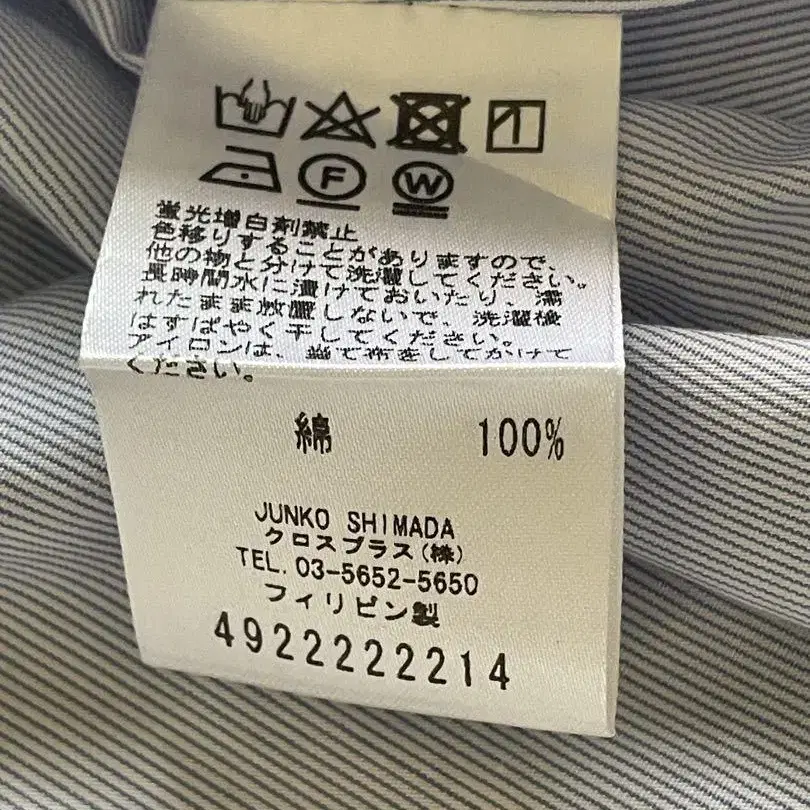 F W
蛍光増白剤禁止
色移りすることがありますので、
他の物と分けて洗濯してください。
長時間水に漬けておいたり、濡
れたまま放置しないで、洗濯後
はすばやく干してください。
アイロンは、当て布をしてかけて
ください。
綿 100%
JUNKO SHIMADA
クロスプラス(株)
TEL. 03-5652-5650
フィリピン製
4922222214